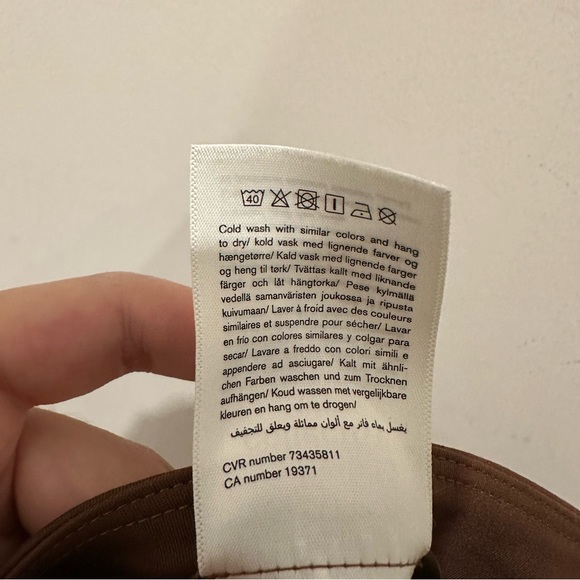 40
Cold wash with similar colors and hang
to dry/ kold vask med lignende farver og
hængetørre/ Kald vask med lignende farger
og heng til tørk/ Tvättas kallt med liknande
färger och låt hängtorka/ Pese kylmällä
vedellä samanväristen joukossa ja ripusta
kuivumaan/ Laver à froid avec des couleurs
similaires et suspendre pour sécher/ Lavar
en frío con colores similares y colgar para
secar/ Lavare a freddo con colori simili e
appendere ad asciugare/ Kalt mit ähnli-
chen Farben waschen und zum Trocknen
aufhängen/ Koud wassen met vergelijkbare
kleuren en hang om te drogen/
يغسل بماء فاتر مع ألوان مماثلة ويعلق للتجفيف
CVR number 73435811
CA number 19371